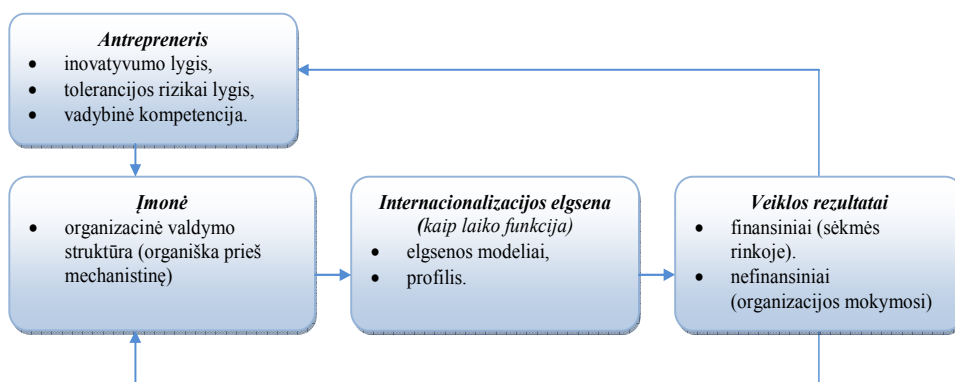 Antrepreneris
• inovatyvumo lygis,
• tolerancijos rizikai lygis,
• vadybinė kompetencija.
Įmonė
• organizacinė valdymo
struktūra (organiška prieš
mechanistinę)
Internacionalizacijos elgsena
(kaip laiko funkcija)
• elgsenos modeliai,
• profilis.
Veiklos rezultatai
• finansiniai (sėkmės
rinkoje).
• nefinansiniai
(organizacijos mokymosi)